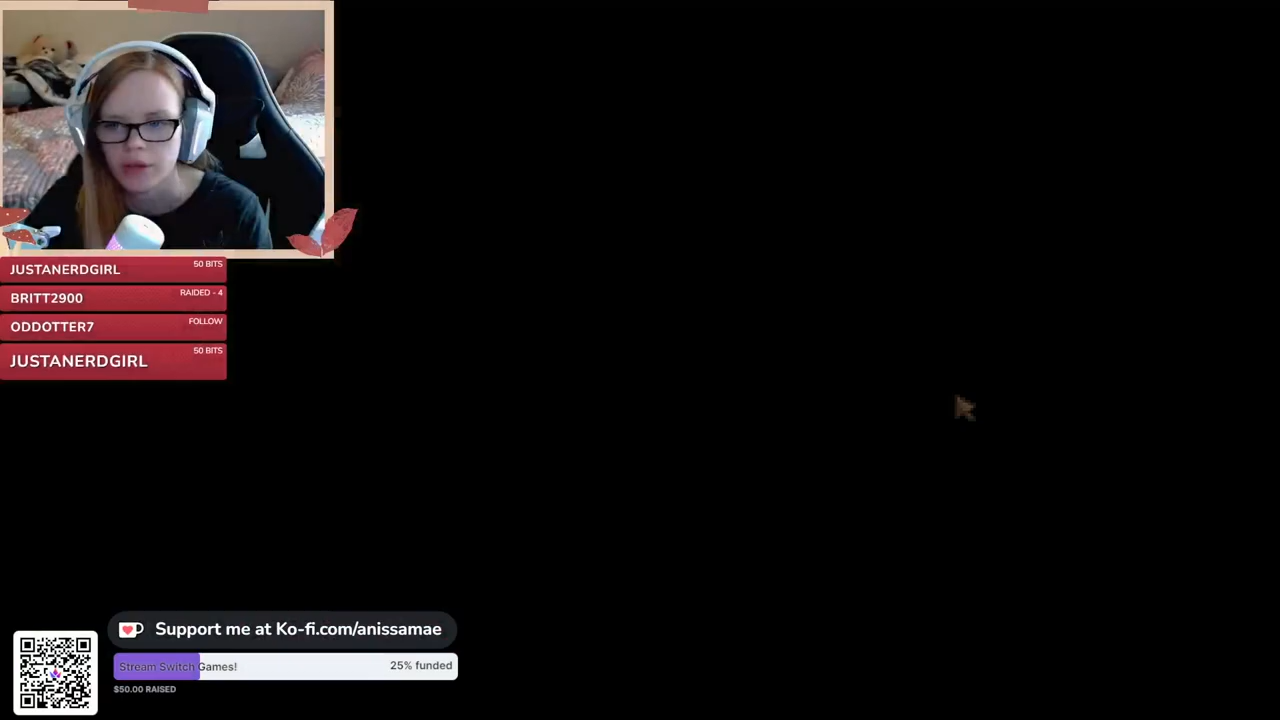 JUSTANERDGIRL 50 BITS
BRITT2900 RAIDED - 4
ODDOTTER7 FOLLOW
JUSTANERDGIRL 50 BITS
Support me at Ko-fi.com/anissamae
Stream Switch Games! 25% funded
$50.00 RAISED